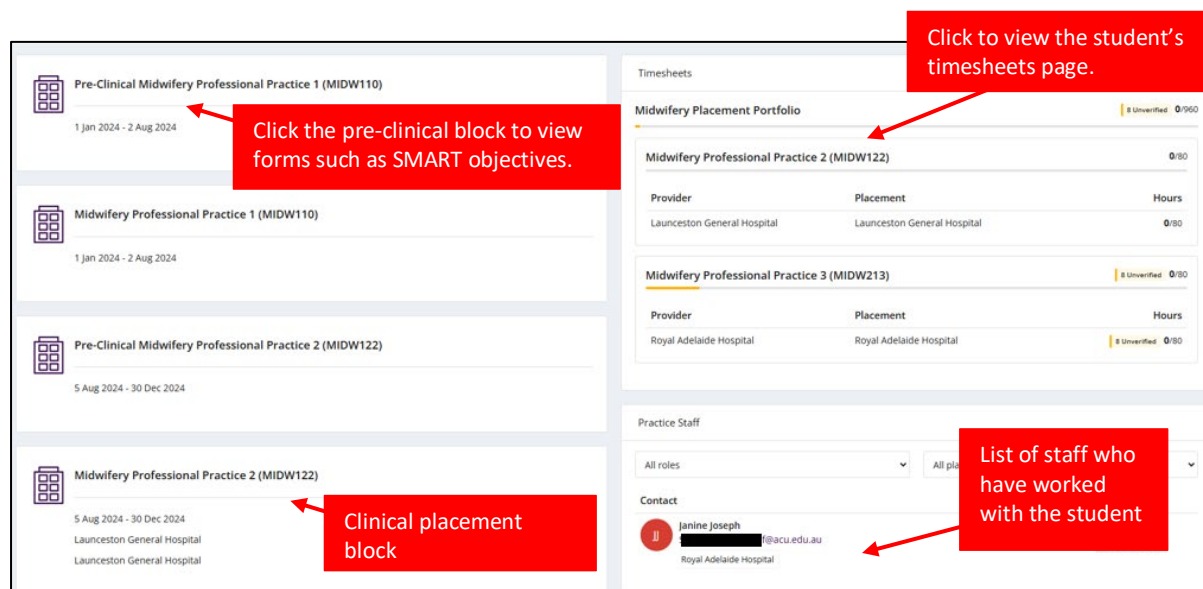 Pre-Clinical Midwifery Professional Practice 1 (MIDW110)
1 Jan 2024 - 2 Aug 2024
Click the pre-clinical block to view
forms such as SMART objectives.
Midwifery Professional Practice 1 (MIDW110)
1 Jan 2024 - 2 Aug 2024
Pre-Clinical Midwifery Professional Practice 2 (MIDW122)
5 Aug 2024 - 30 Dec 2024
Midwifery Professional Practice 2 (MIDW122)
5 Aug 2024 - 30 Dec 2024
Launceston General Hospital
Launceston General Hospital
Clinical placement
block
Click to view the student’s
timesheets page.
Timesheets
Midwifery Placement Portfolio 8 Unverified 0/960
Midwifery Professional Practice 2 (MIDW122) 0/80
Provider Placement Hours
Launceston General Hospital Launceston General Hospital 0/80
Midwifery Professional Practice 3 (MIDW213) 8 Unverified 0/80
Provider Placement Hours
Royal Adelaide Hospital Royal Adelaide Hospital 8 Unverified 0/80
Practice Staff
All roles All pla
List of staff who
have worked
with the student
Contact
JJ
Janine Joseph
f@acu.edu.au
Royal Adelaide Hospital